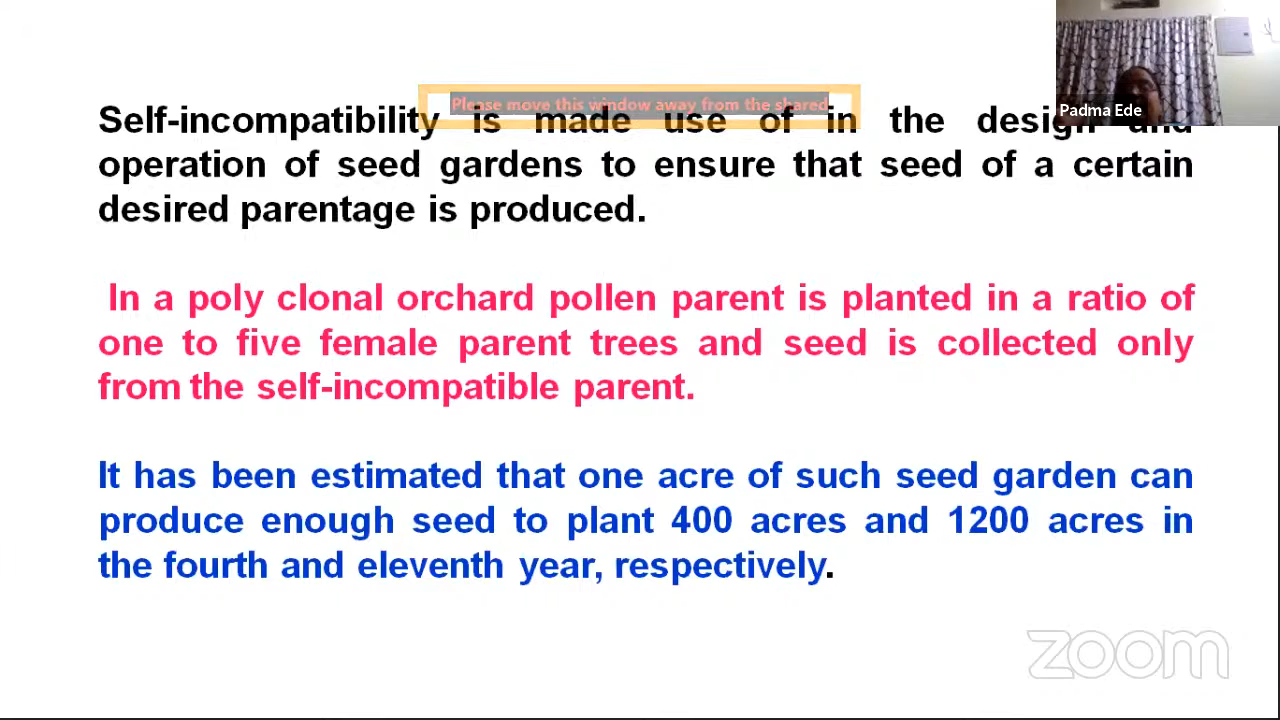 Please move this window away from the shared
Padma Ede
Self-incompatibility is made use of in the design and
operation of seed gardens to ensure that seed of a certain
desired parentage is produced.
In a poly clonal orchard pollen parent is planted in a ratio of
one to five female parent trees and seed is collected only
from the self-incompatible parent.
It has been estimated that one acre of such seed garden can
produce enough seed to plant 400 acres and 1200 acres in
the fourth and eleventh year, respectively.
zoom